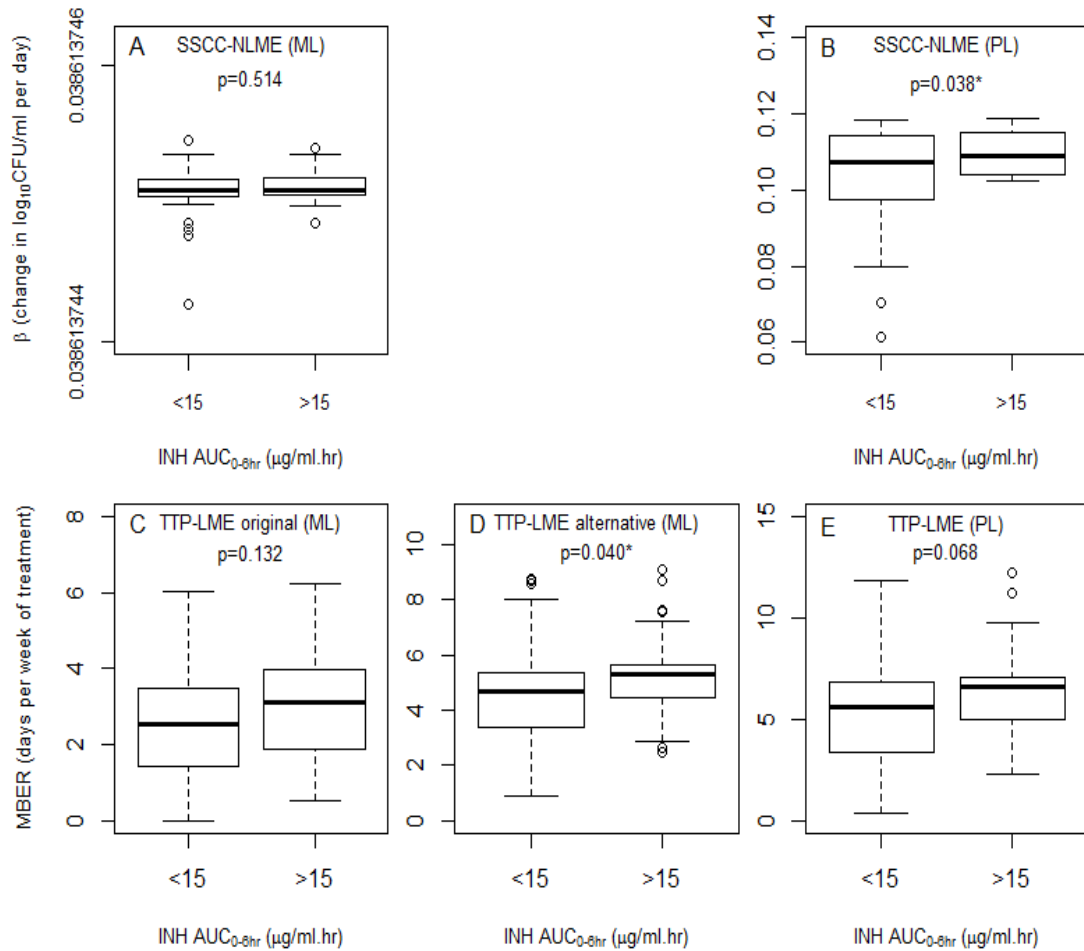 A SSCC-NLME (ML)
p=0.514
0.038613746
0.038613744
β (change in log₁₀CFU/ml per day)
<15 >15
INH AUC₀₋₆ₕᵣ (µg/ml.hr)
B SSCC-NLME (PL)
p=0.038*
0.14
0.12
0.10
0.08
0.06
<15 >15
INH AUC₀₋₆ₕᵣ (µg/ml.hr)
C TTP-LME original (ML)
p=0.132
8
6
4
2
0
MBER (days per week of treatment)
<15 >15
INH AUC₀₋₆ₕᵣ (µg/ml.hr)
D TTP-LME alternative (ML)
p=0.040*
10
8
6
4
2
0
<15 >15
INH AUC₀₋₆ₕᵣ (µg/ml.hr)
E TTP-LME (PL)
p=0.068
15
10
5
0
<15 >15
INH AUC₀₋₆ₕᵣ (µg/ml.hr)